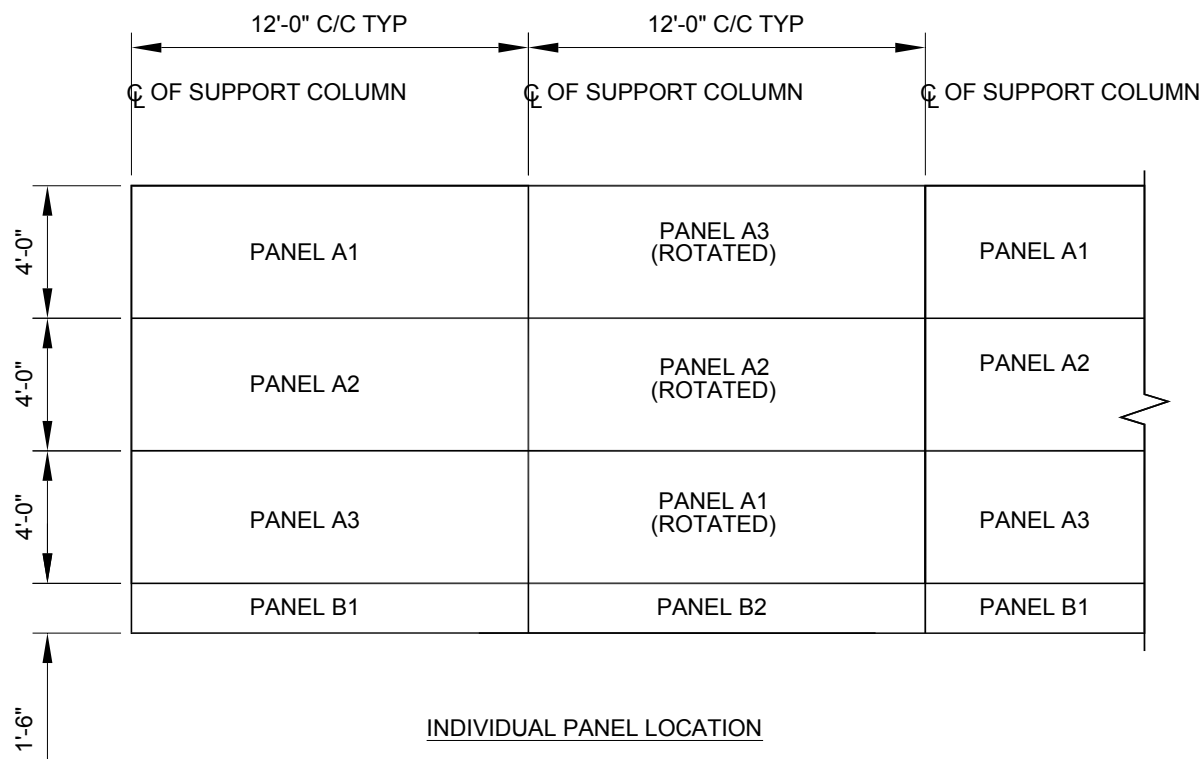 12'-0" C/C TYP
12'-0" C/C TYP
℄ OF SUPPORT COLUMN
℄ OF SUPPORT COLUMN
℄ OF SUPPORT COLUMN
4'-0"
PANEL A1
PANEL A3
(ROTATED)
PANEL A1
4'-0"
PANEL A2
PANEL A2
(ROTATED)
PANEL A2
4'-0"
PANEL A3
PANEL A1
(ROTATED)
PANEL A3
PANEL B1
PANEL B2
PANEL B1
1'-6"
INDIVIDUAL PANEL LOCATION